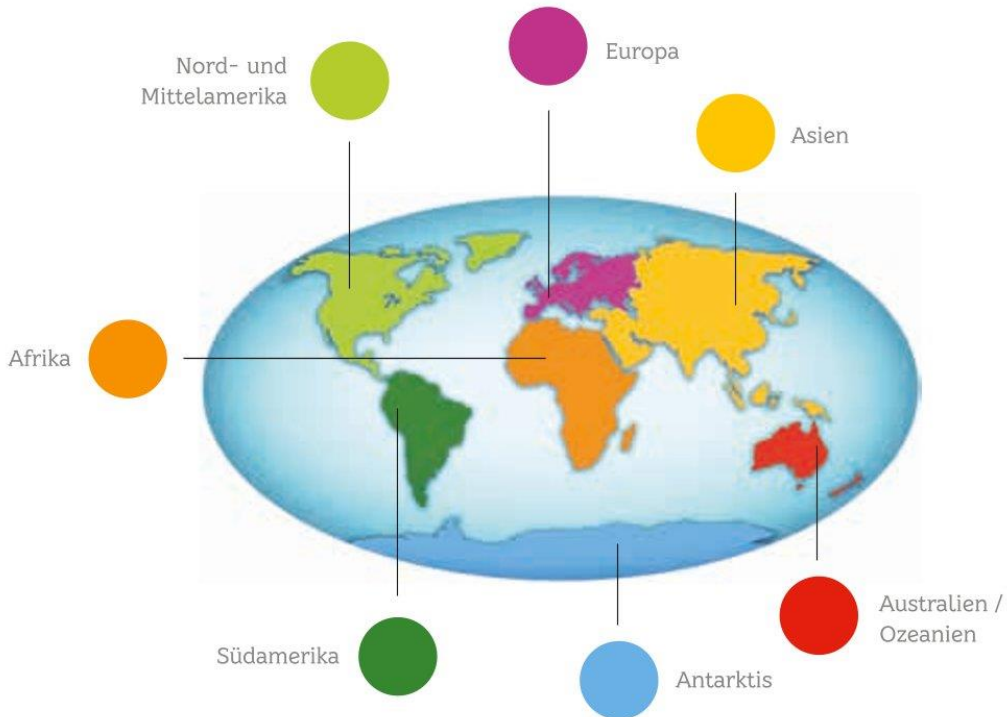 Nord- und
Mittelamerika
Europa
Asien
Afrika
Südamerika
Antarktis
Australien /
Ozeanien